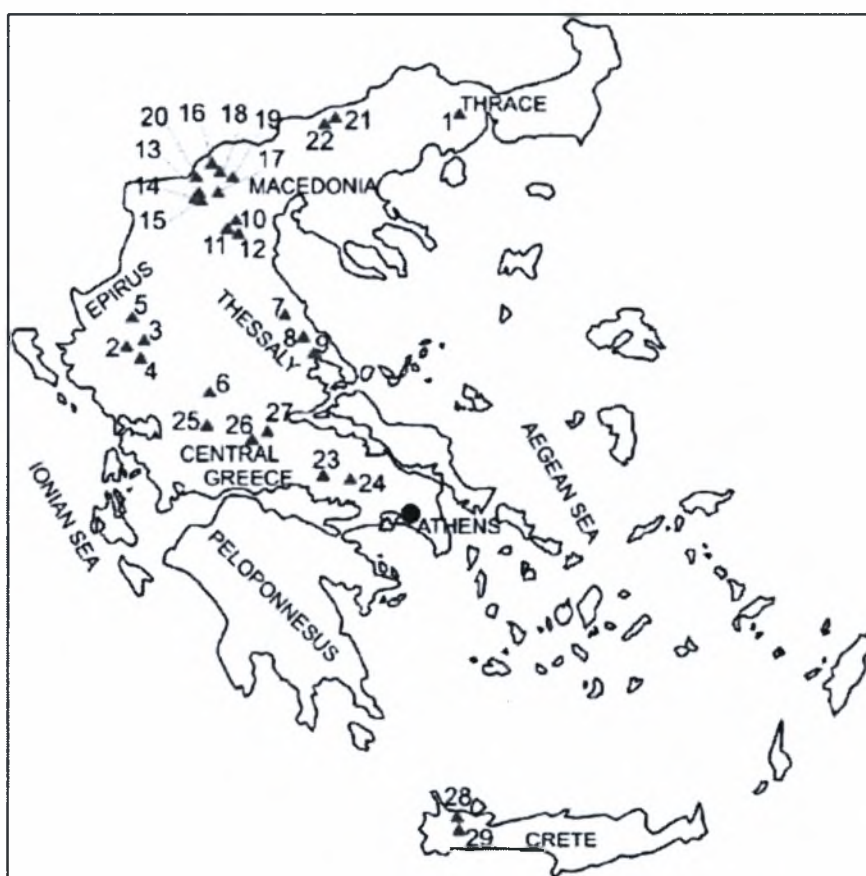 THRACE
1
21
22
16
18
20
19
13
17
14
MACEDONIA
15
10
11
12
EPIRUS
5
7
3
THESSALY
8
9
2
4
6
25
27
26
CENTRAL
GREECE
23
24
AEGEAN SEA
IONIAN SEA
ATHENS
PELOPONNESUS
28
29
CRETE